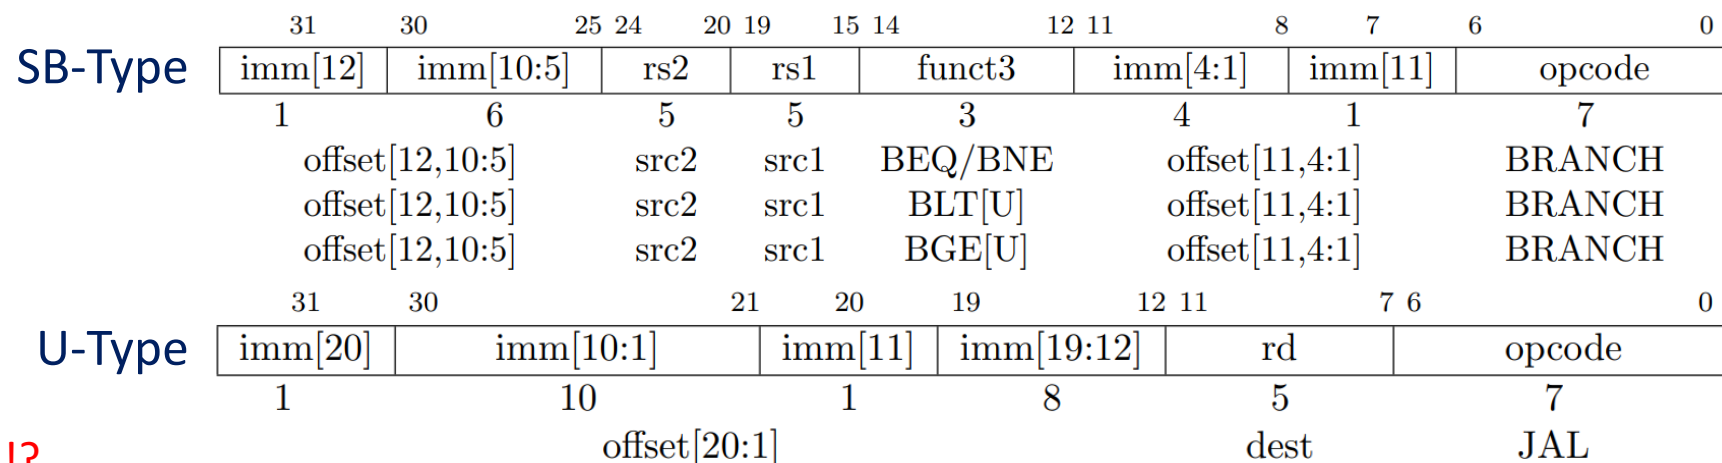 31 30 25 24 20 19 15 14 12 11 8 7 6 0
SB-Type imm[12] imm[10:5] rs2 rs1 funct3 imm[4:1] imm[11] opcode
1 6 5 5 3 4 1 7
offset[12,10:5] src2 src1 BEQ/BNE offset[11,4:1] BRANCH
offset[12,10:5] src2 src1 BLT[U] offset[11,4:1] BRANCH
offset[12,10:5] src2 src1 BGE[U] offset[11,4:1] BRANCH
31 30 21 20 19 12 11 7 6 0
U-Type imm[20] imm[10:1] imm[11] imm[19:12] rd opcode
1 10 1 8 5 7
offset[20:1] dest JAL
!?